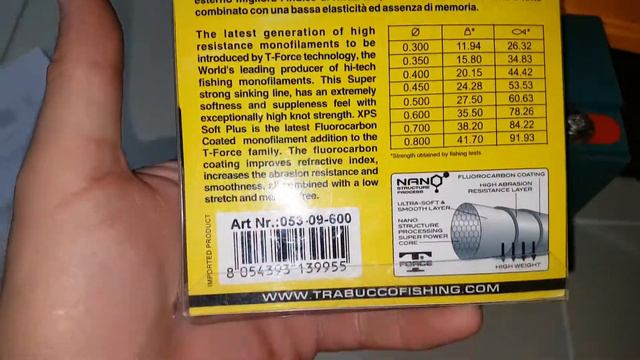 combinato con una bassa elasticità ed assenza di memoria.
The latest generation of high
resistance monofilaments to be
introduced by T-Force technology, the
World's leading producer of hi-tech
fishing monofilaments. This Super
strong sinking line, has an extremely
softness and suppleness feel with
exceptionally high knot strength. XPS
Soft Plus is the latest Fluorocarbon
Coated monofilament addition to the
T-Force family. The fluorocarbon
coating improves refractive index,
increases the abrasion resistance and
smoothness, all combined with a low
stretch and memory free.
Ø * *
0.300 11.94 26.32
0.350 15.80 34.83
0.400 20.15 44.42
0.450 24.28 53.53
0.500 27.50 60.63
0.600 35.50 78.26
0.700 38.20 84.22
0.800 41.70 91.93
*Strength obtained by fishing tests
NANO
STRUCTURE
PROCESS
FLUOROCARBON COATING
HIGH ABRASION
RESISTANCE LAYER
ULTRA-SOFT &
SMOOTH LAYER
NANO
STRUCTURE
PROCESSING
SUPER POWER
CORE
T FORCE
HIGH WEIGHT
IMPORTED PRODUCT
Art Nr.:053-09-600
8 054393 139955
WWW.TRABUCCOFISHING.COM